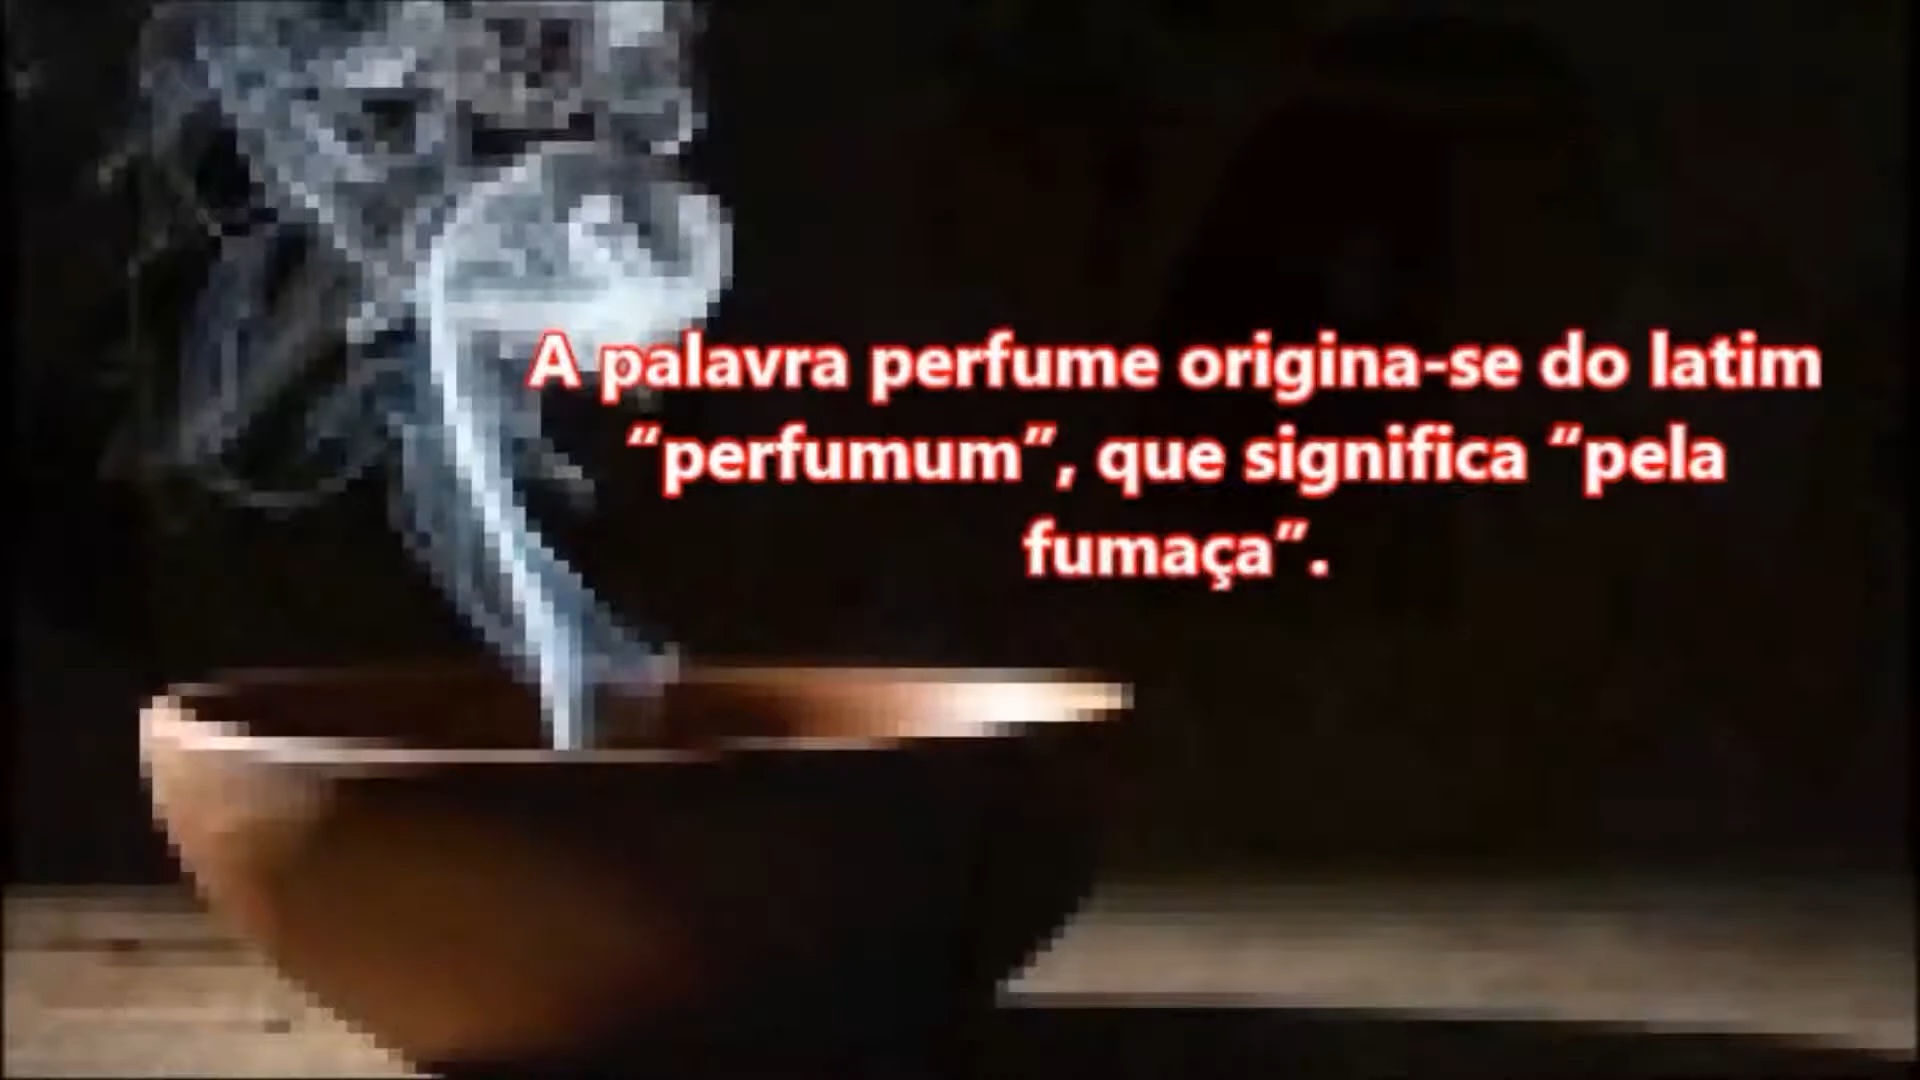 A palavra perfume origina-se do latim
“perfumum”, que significa “pela
fumaça”.